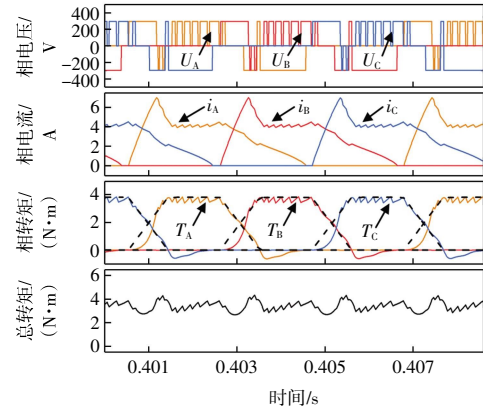 相电压/
V
400
200
0
−200
−400
U_A
U_B
U_C
相电流/
A
6
4
2
0
i_A
i_B
i_C
相转矩/
(N·m)
4
2
0
T_A
T_B
T_C
总转矩/
(N·m)
6
4
2
0
0.401
0.403
0.405
0.407
时间/s